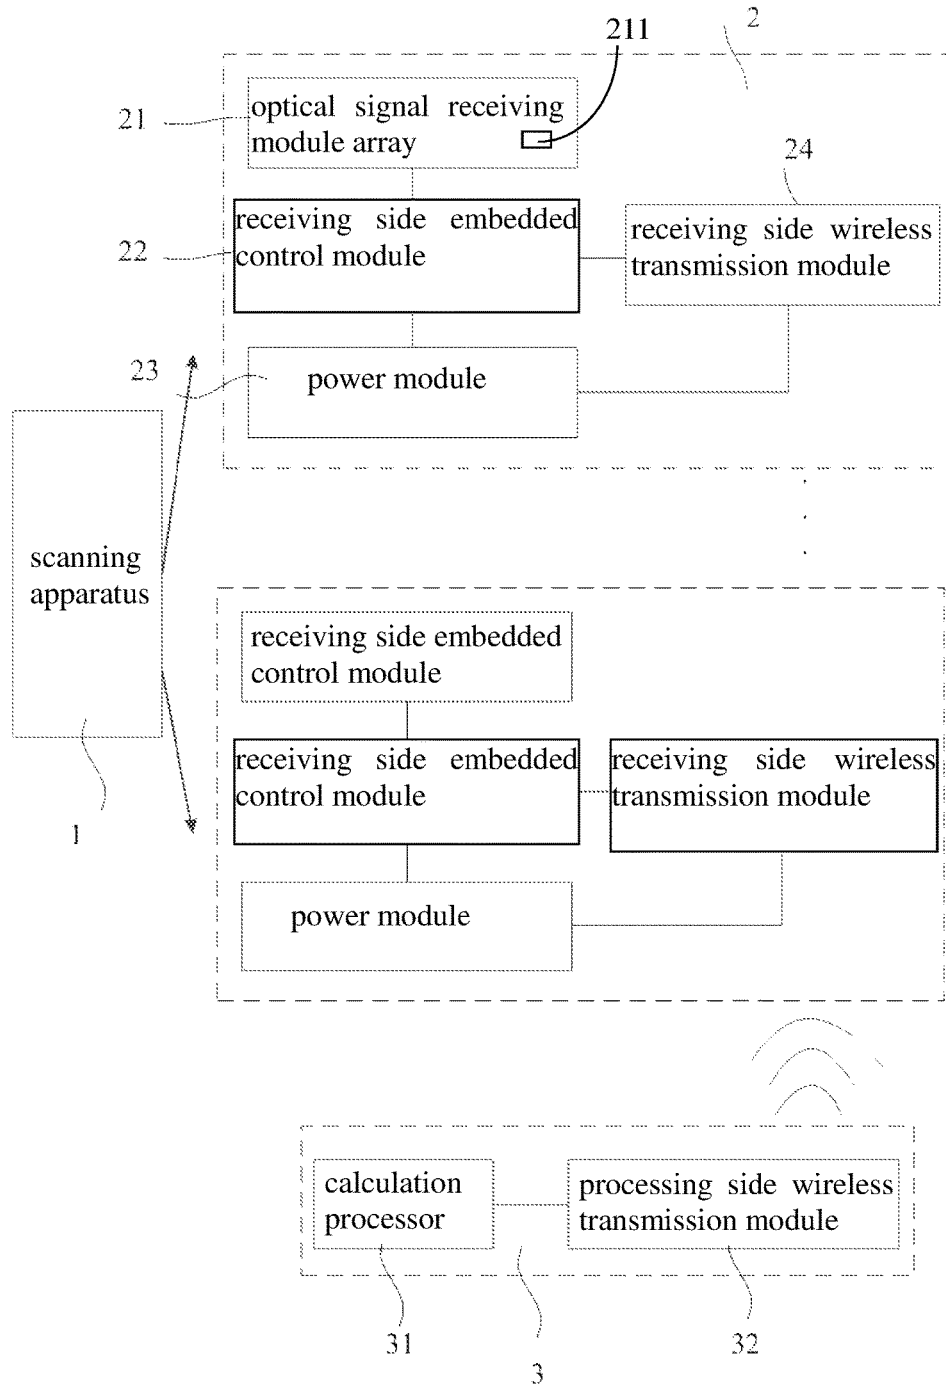 2
211
21
optical signal receiving
module array
24
receiving side embedded
control module
22
receiving side wireless
transmission module
23
power module
scanning
apparatus
1
receiving side embedded
control module
receiving side embedded
control module
receiving side wireless
transmission module
power module
calculation
processor
processing side wireless
transmission module
31
3
32